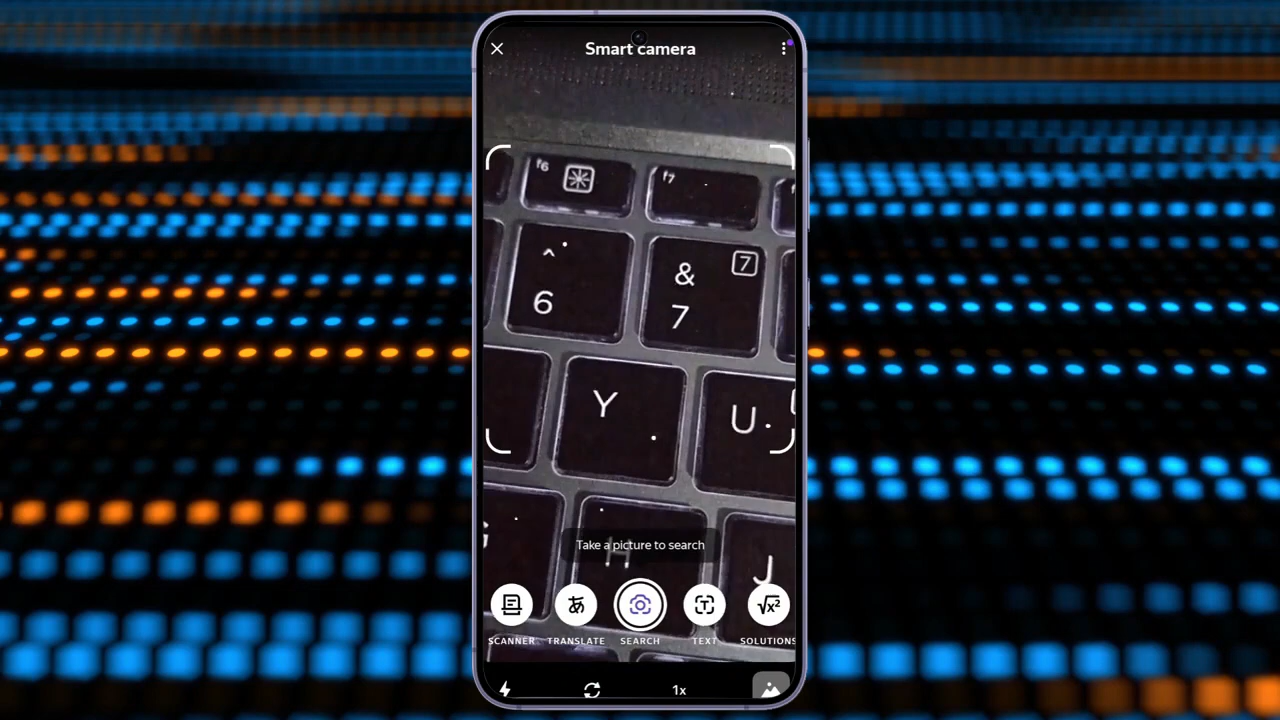 Smart camera
f6 f7
^ & 7
6 7
Y U
G H J
Take a picture to search
あ T √x²
SCANNER TRANSLATE SEARCH TEXT SOLUTIONS
1x